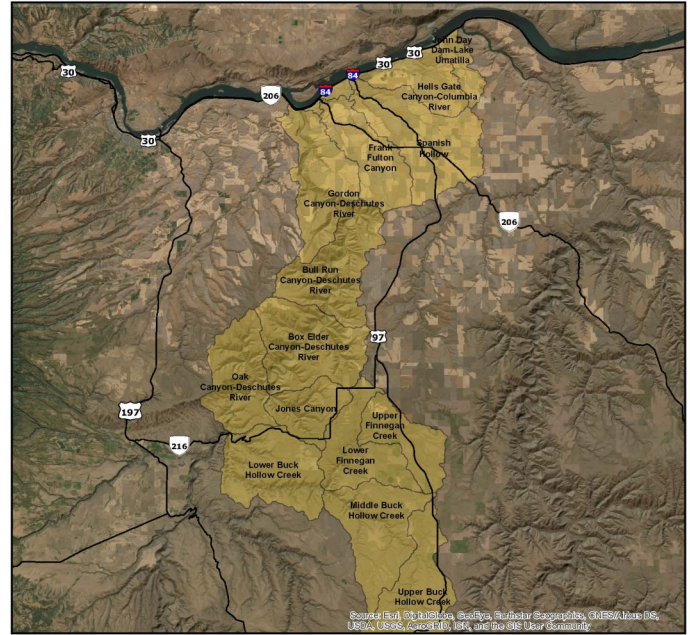 John Day
Dam-Lake
Umatilla
30
30
30
84
84
206
Hells Gate
Canyon-Columbia
River
30
Spanish
Hollow
Frank
Fulton
Canyon
Gordon
Canyon-Deschutes
River
206
Bull Run
Canyon-Deschutes
River
97
Box Elder
Canyon-Deschutes
River
Oak
Canyon-Deschutes
River
Jones Canyon
197
216
Upper
Finnegan
Creek
Lower
Finnegan
Creek
Lower Buck
Hollow Creek
Middle Buck
Hollow Creek
Upper Buck
Hollow Creek
Source: Esri, DigitalGlobe, GeoEye, Earthstar Geographics, CNES/Airbus DS,
USDA, USGS, AeroGRID, IGN, and the GIS User Community